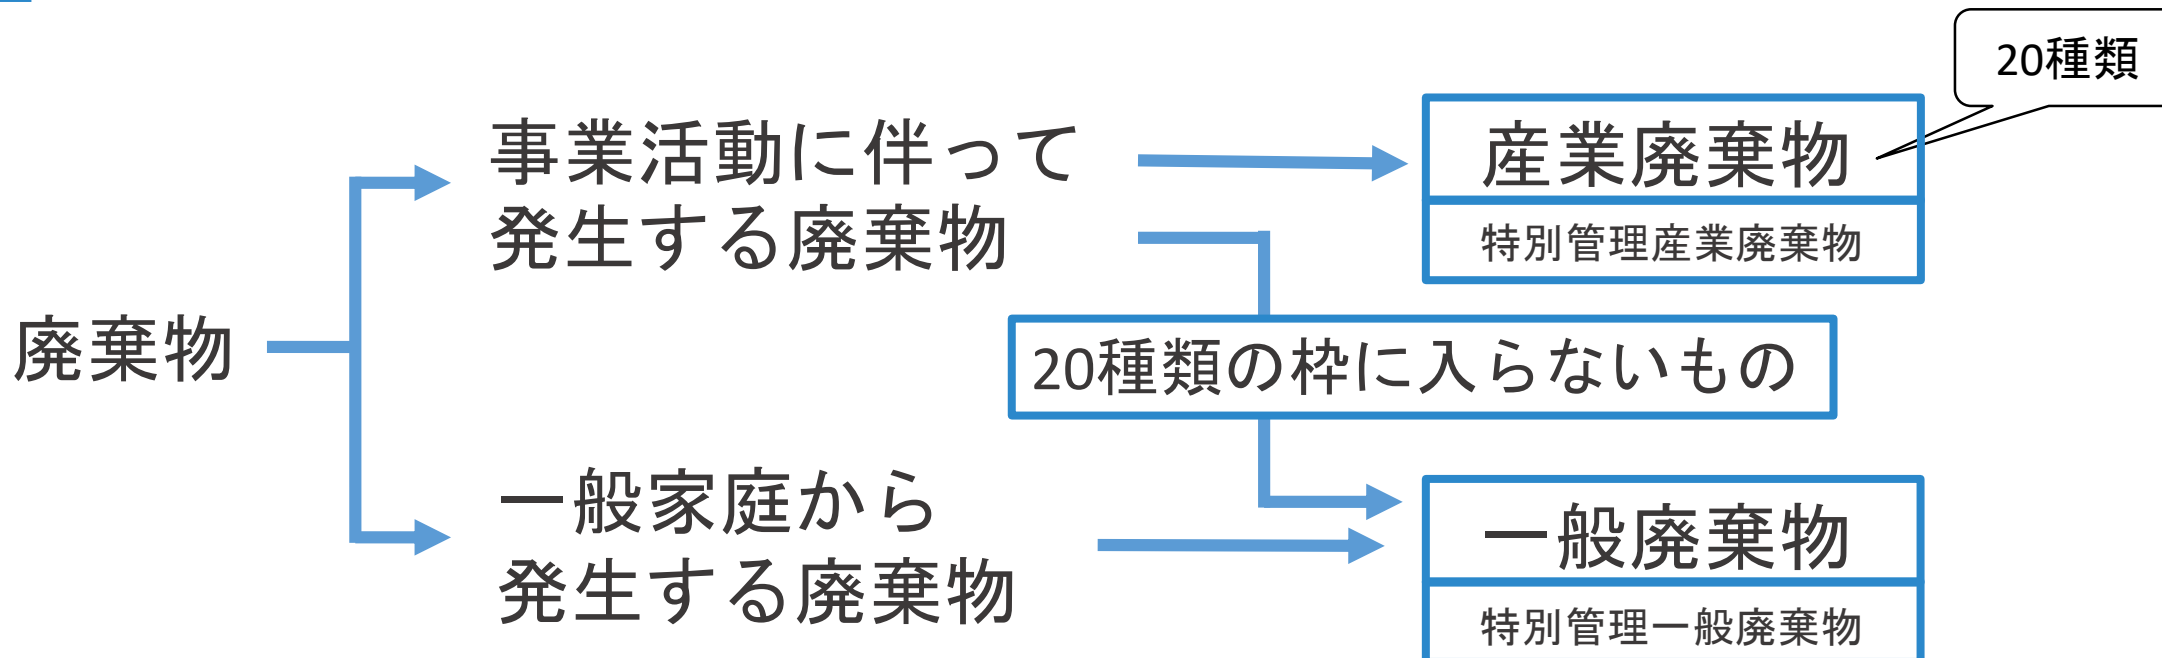 20種類
事業活動に伴って
発生する廃棄物
産業廃棄物
特別管理産業廃棄物
廃棄物
20種類の枠に入らないもの
一般家庭から
発生する廃棄物
一般廃棄物
特別管理一般廃棄物